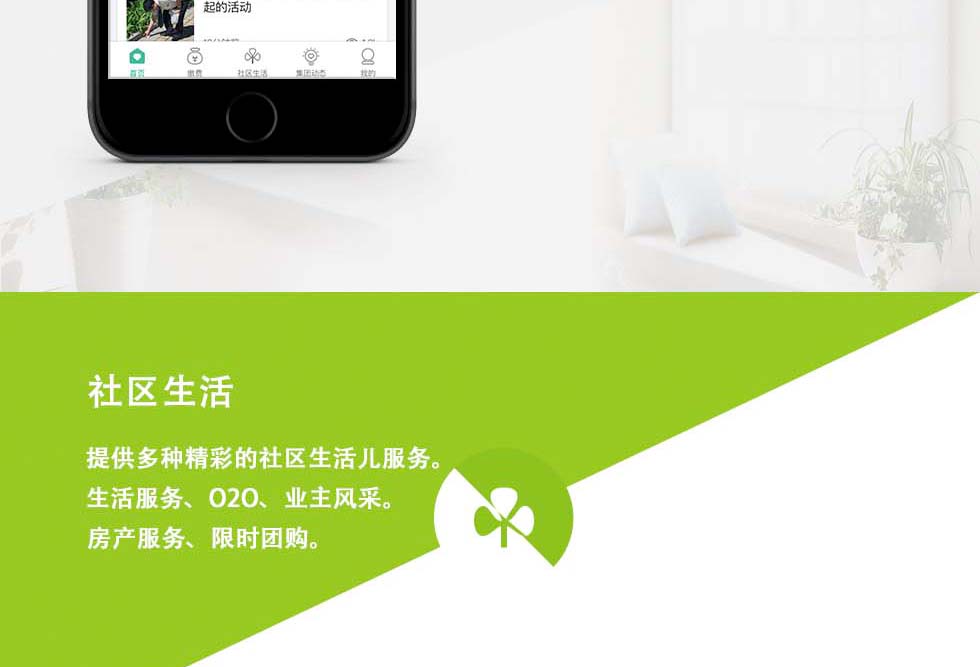 起的活动
首页 缴费 社区生活 集团动态 我的
社区生活
提供多种精彩的社区生活儿服务。
生活服务、O2O、业主风采。
房产服务、限时团购。